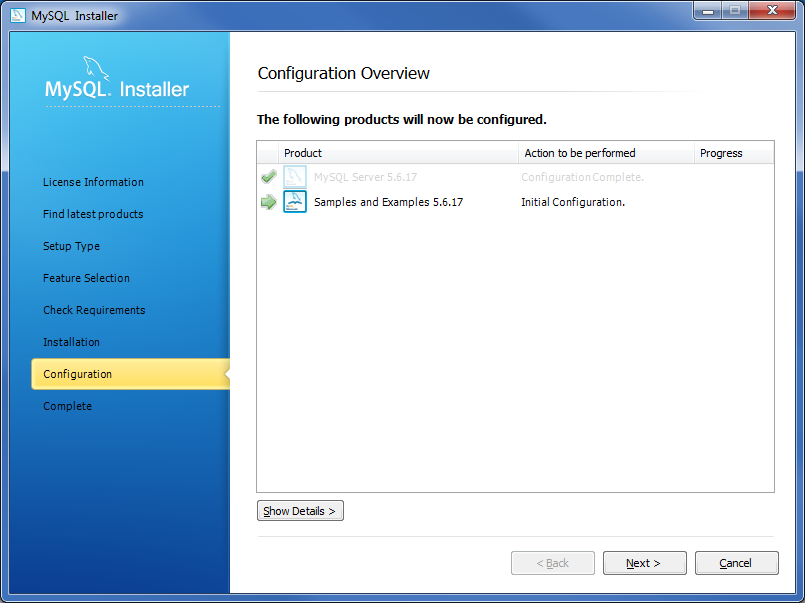 MySQL Installer
MySQL. Installer
License Information
Find latest products
Setup Type
Feature Selection
Check Requirements
Installation
Configuration
Complete
Configuration Overview
The following products will now be configured.
Product Action to be performed Progress
MySQL Server 5.6.17 Configuration Complete.
Samples and Examples 5.6.17 Initial Configuration.
Show Details >
< Back Next > Cancel